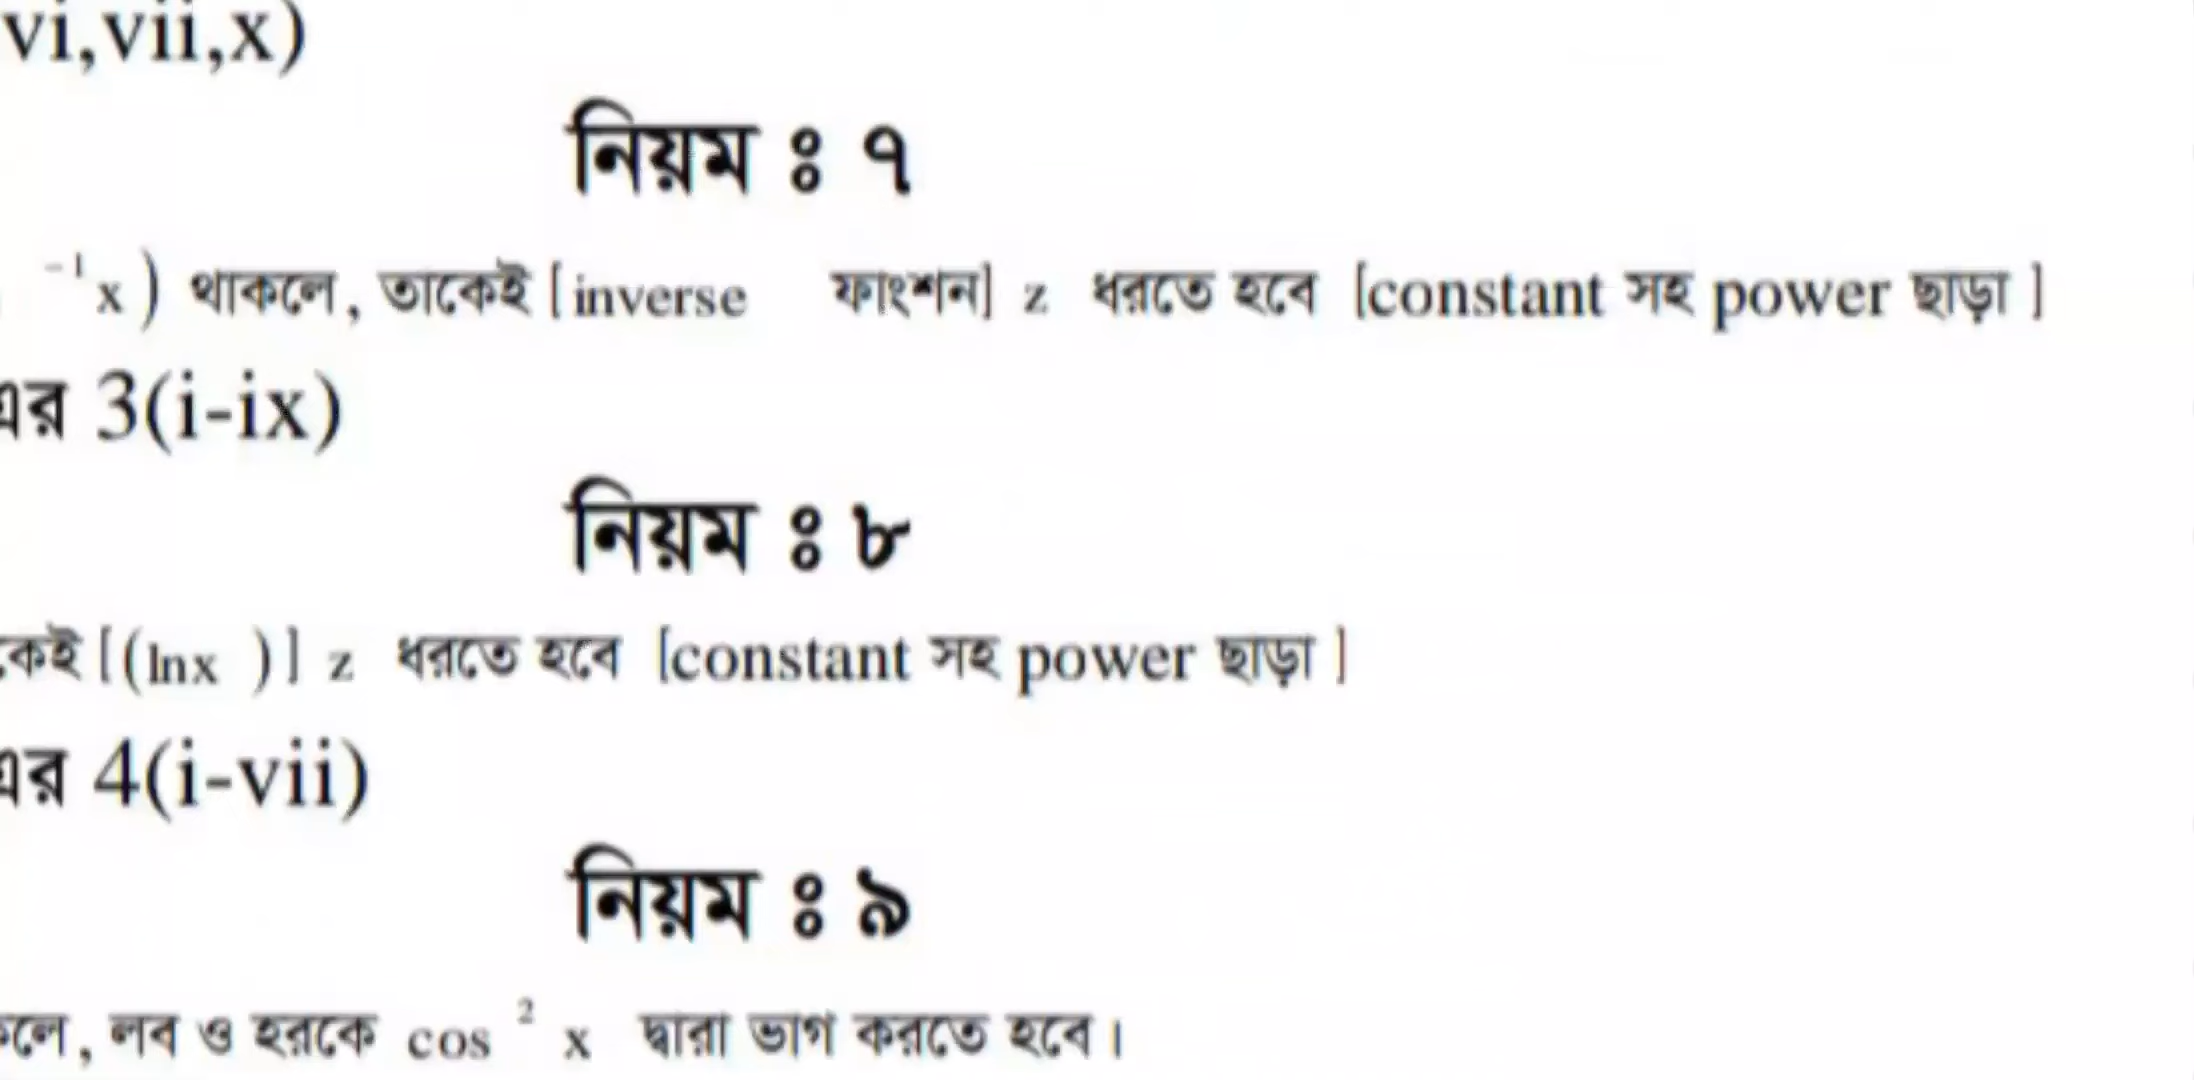 vi,vii,x)
নিয়ম ঃ ৭
⁻¹x) থাকলে, তাকেই [inverse ফাংশন] z ধরতে হবে [constant সহ power ছাড়া ]
এর 3(i-ix)
নিয়ম ঃ ৮
কেই [(lnx )] z ধরতে হবে [constant সহ power ছাড়া ]
এর 4(i-vii)
নিয়ম ঃ ৯
লে, লব ও হরকে cos ² x দ্বারা ভাগ করতে হবে।